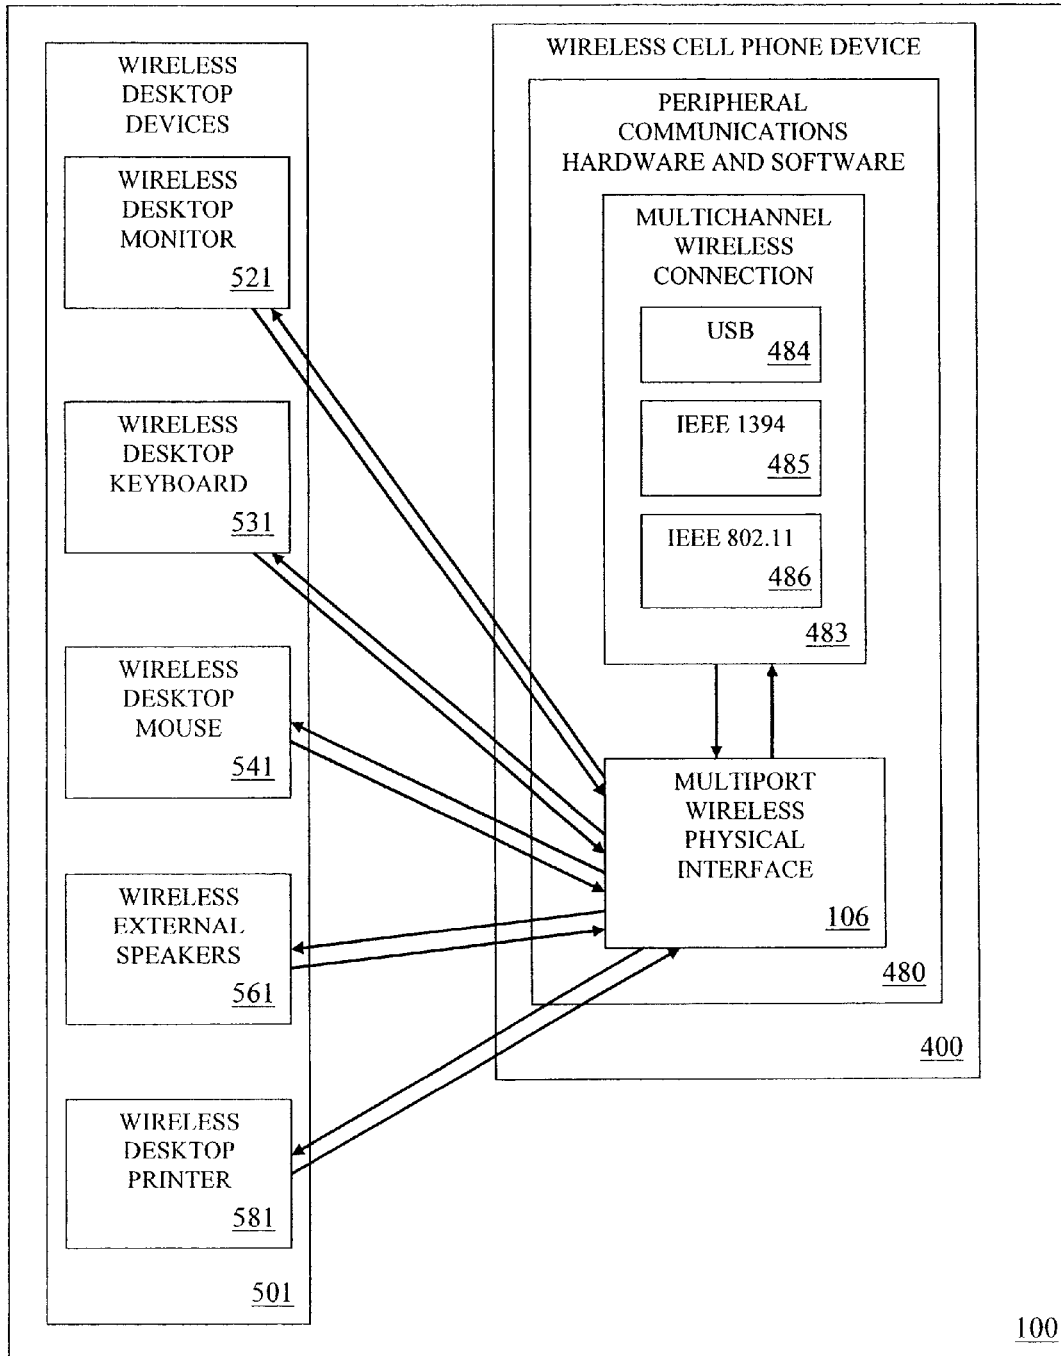 WIRELESS
DESKTOP
DEVICES
WIRELESS
DESKTOP
MONITOR
521
WIRELESS
DESKTOP
KEYBOARD
531
WIRELESS
DESKTOP
MOUSE
541
WIRELESS
EXTERNAL
SPEAKERS
561
WIRELESS
DESKTOP
PRINTER
581
501
WIRELESS CELL PHONE DEVICE
PERIPHERAL
COMMUNICATIONS
HARDWARE AND SOFTWARE
MULTICHANNEL
WIRELESS
CONNECTION
USB
484
IEEE 1394
485
IEEE 802.11
486
483
MULTIPORT
WIRELESS
PHYSICAL
INTERFACE
106
480
400
100